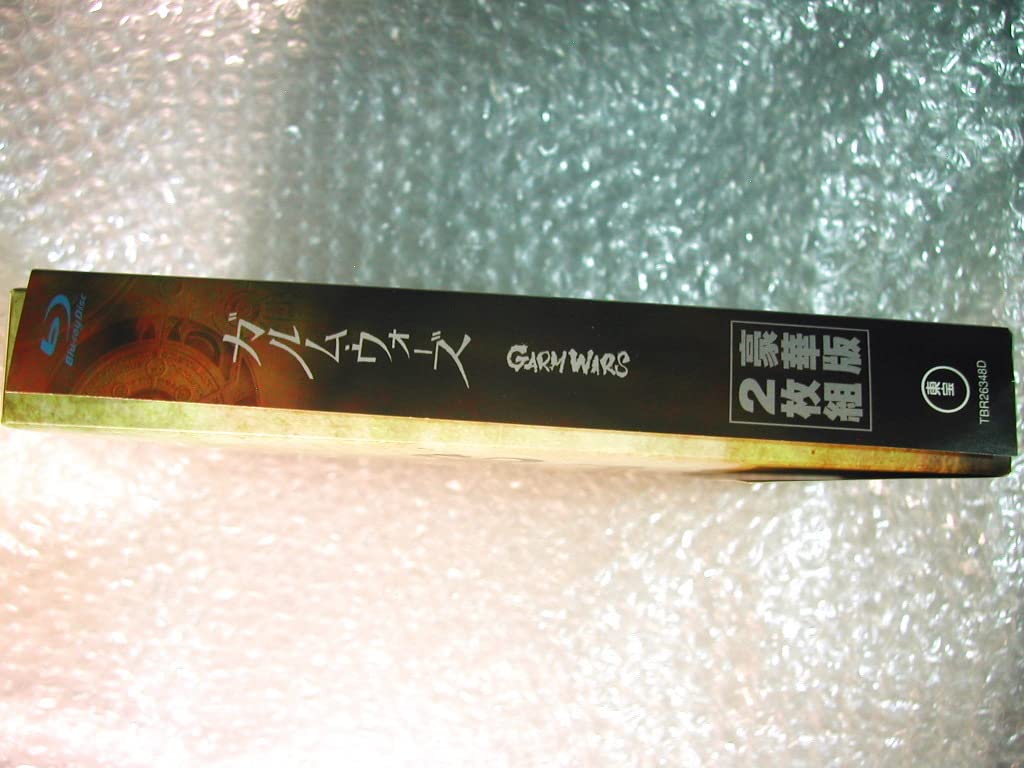 Blu-ray Disc
ガルム・ウォーズ
GARM WARS
豪華版
2枚組
東宝
TBR26348D